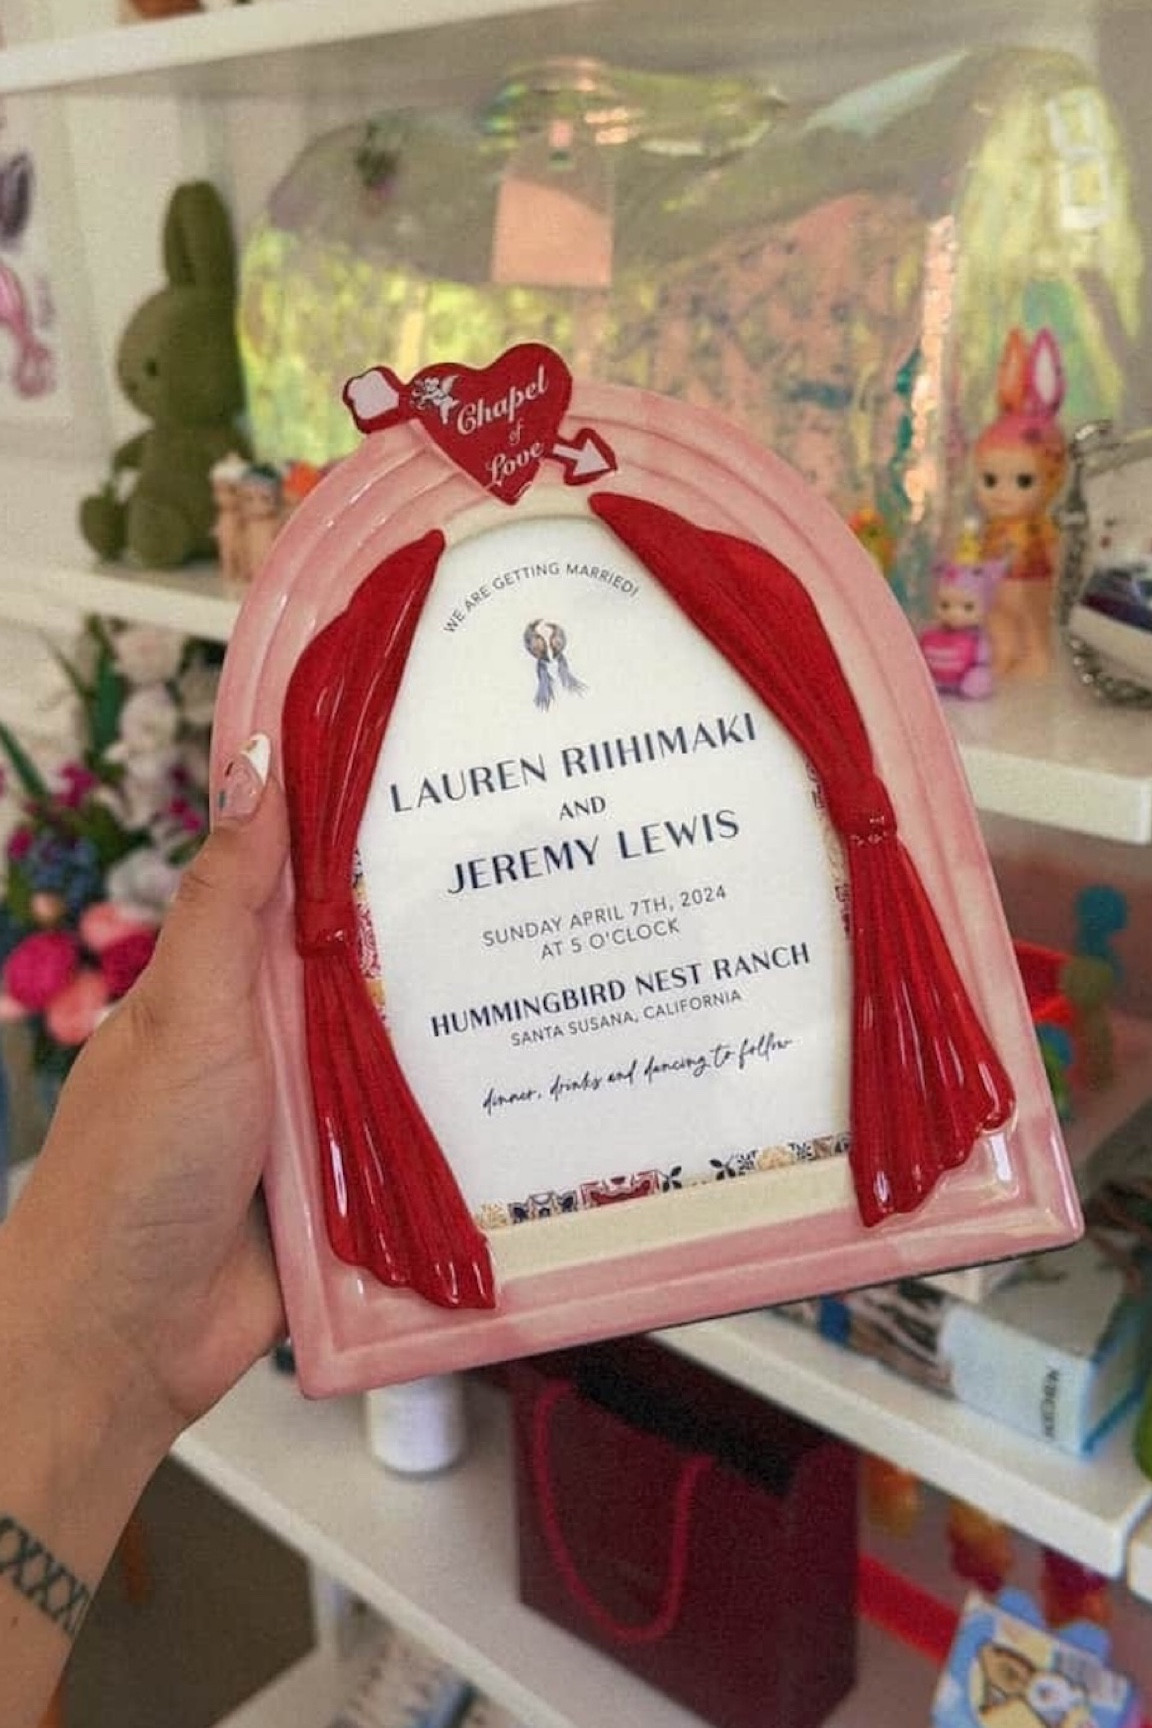 Chapel
of
Love
WE ARE GETTING MARRIED!
LAUREN RIIHIMAKI
AND
JEREMY LEWIS
SUNDAY APRIL 7TH, 2024
AT 5 O'CLOCK
HUMMINGBIRD NEST RANCH
SANTA SUSANA, CALIFORNIA
dinner, drinks and dancing to follow